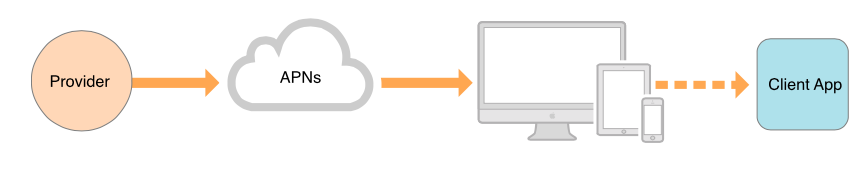 Provider
APNs
Client App